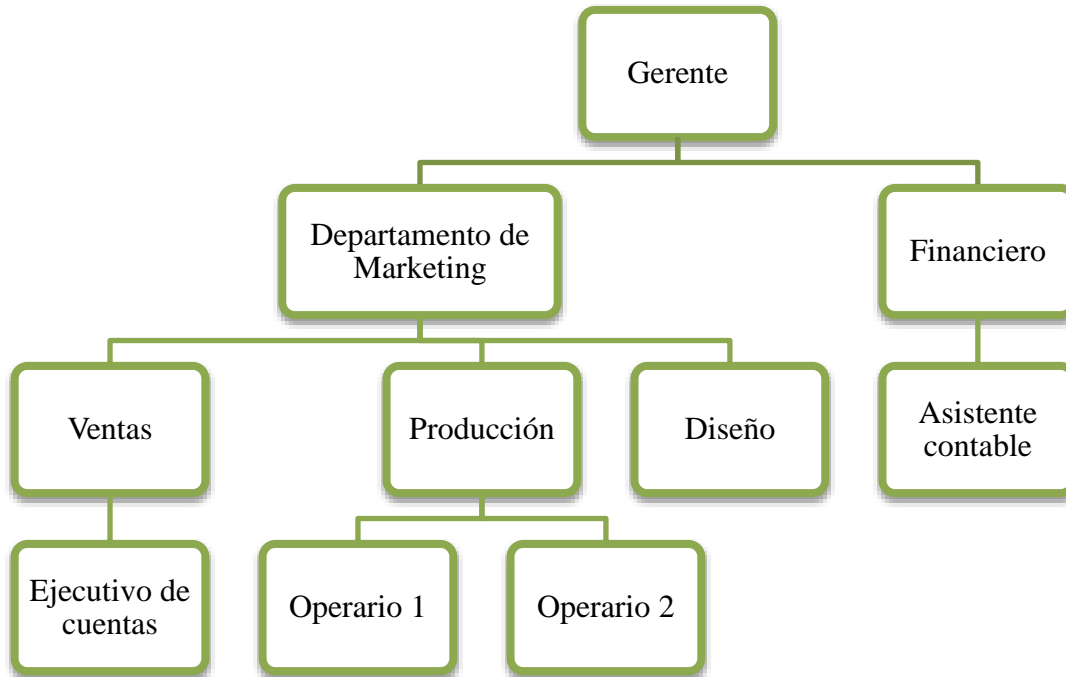 Gerente
Departamento de
Marketing
Financiero
Ventas
Producción
Diseño
Asistente
contable
Ejecutivo de
cuentas
Operario 1
Operario 2